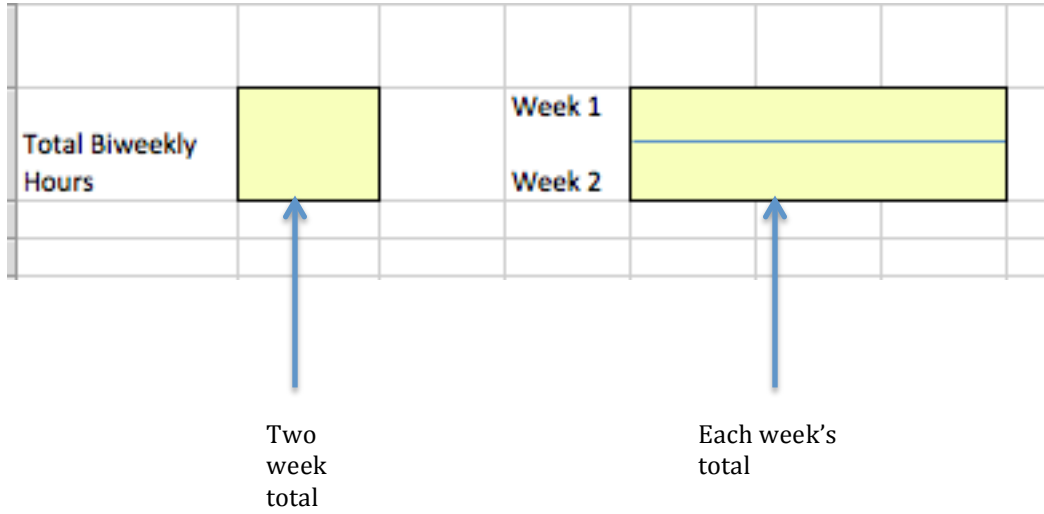 Week 1
Total Biweekly
Hours
Week 2
Two
week
total
Each week’s
total